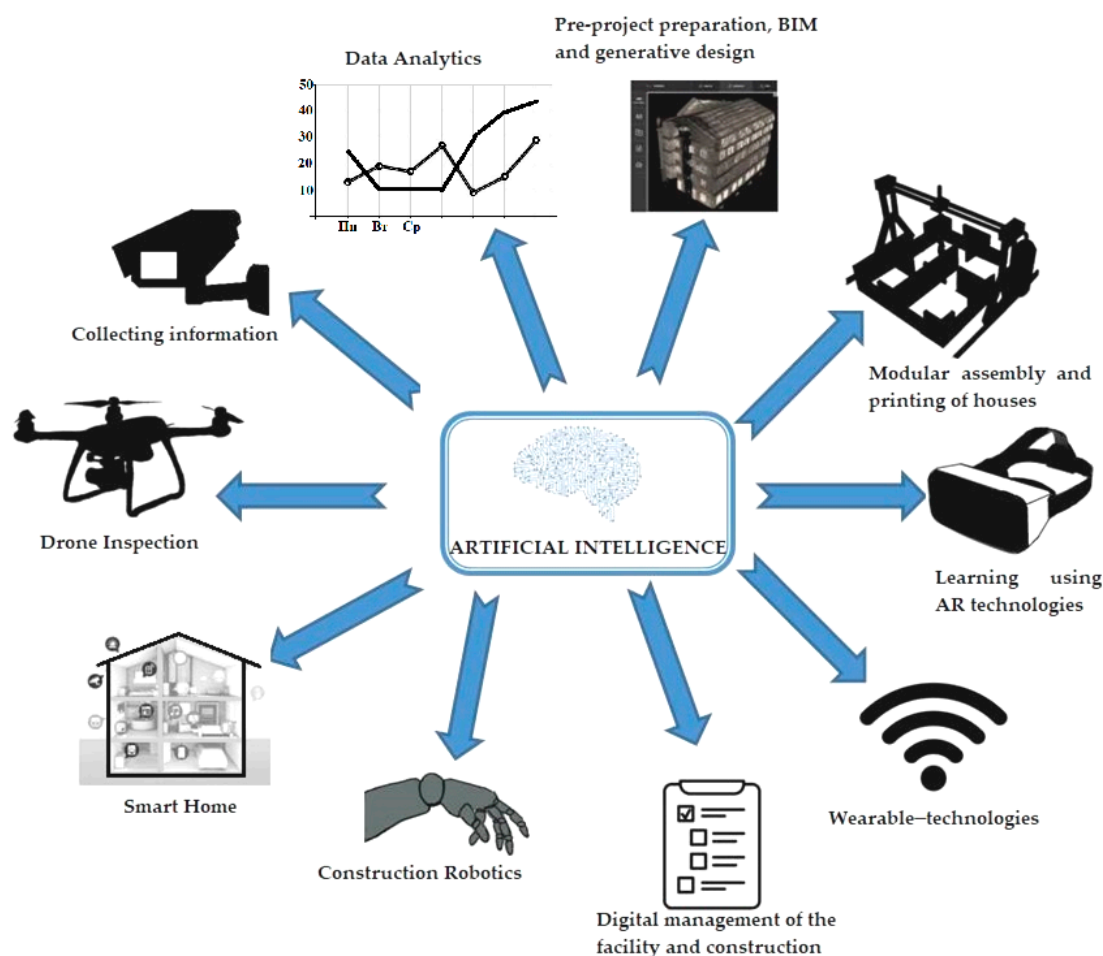 Pre-project preparation, BIM
and generative design
Data Analytics
50
40
30
20
10
Пн Вт Ср
Collecting information
Modular assembly and
printing of houses
Drone Inspection
ARTIFICIAL INTELLIGENCE
Learning using
AR technologies
Smart Home
Wearable–technologies
Construction Robotics
Digital management of the
facility and construction